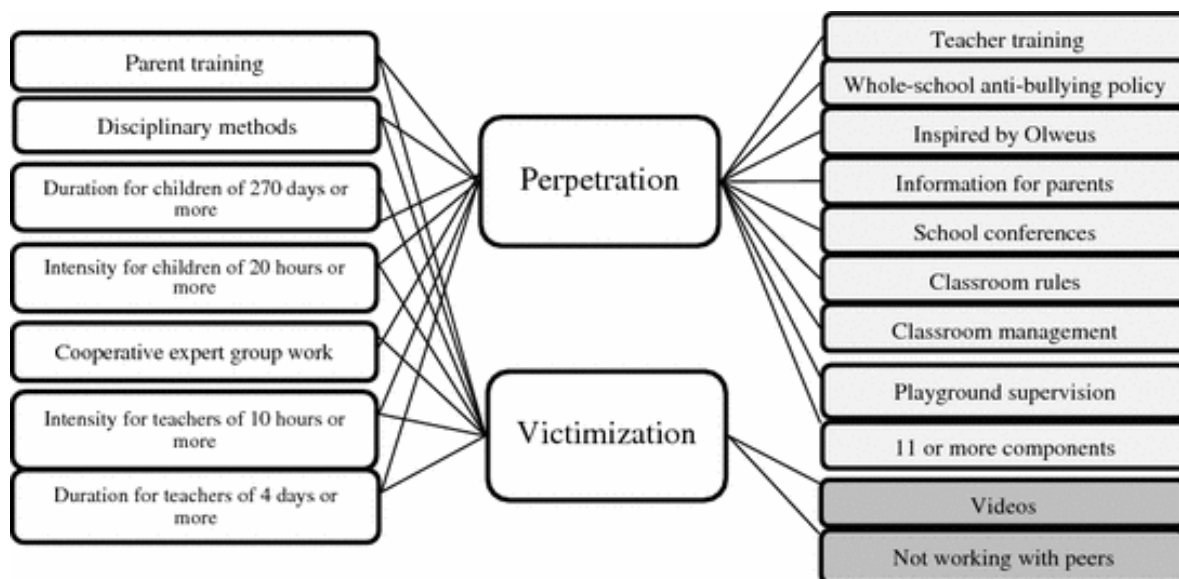 Parent training
Disciplinary methods
Duration for children of 270 days or
more
Intensity for children of 20 hours or
more
Cooperative expert group work
Intensity for teachers of 10 hours or
more
Duration for teachers of 4 days or
more
Perpetration
Victimization
Teacher training
Whole-school anti-bullying policy
Inspired by Olweus
Information for parents
School conferences
Classroom rules
Classroom management
Playground supervision
11 or more components
Videos
Not working with peers